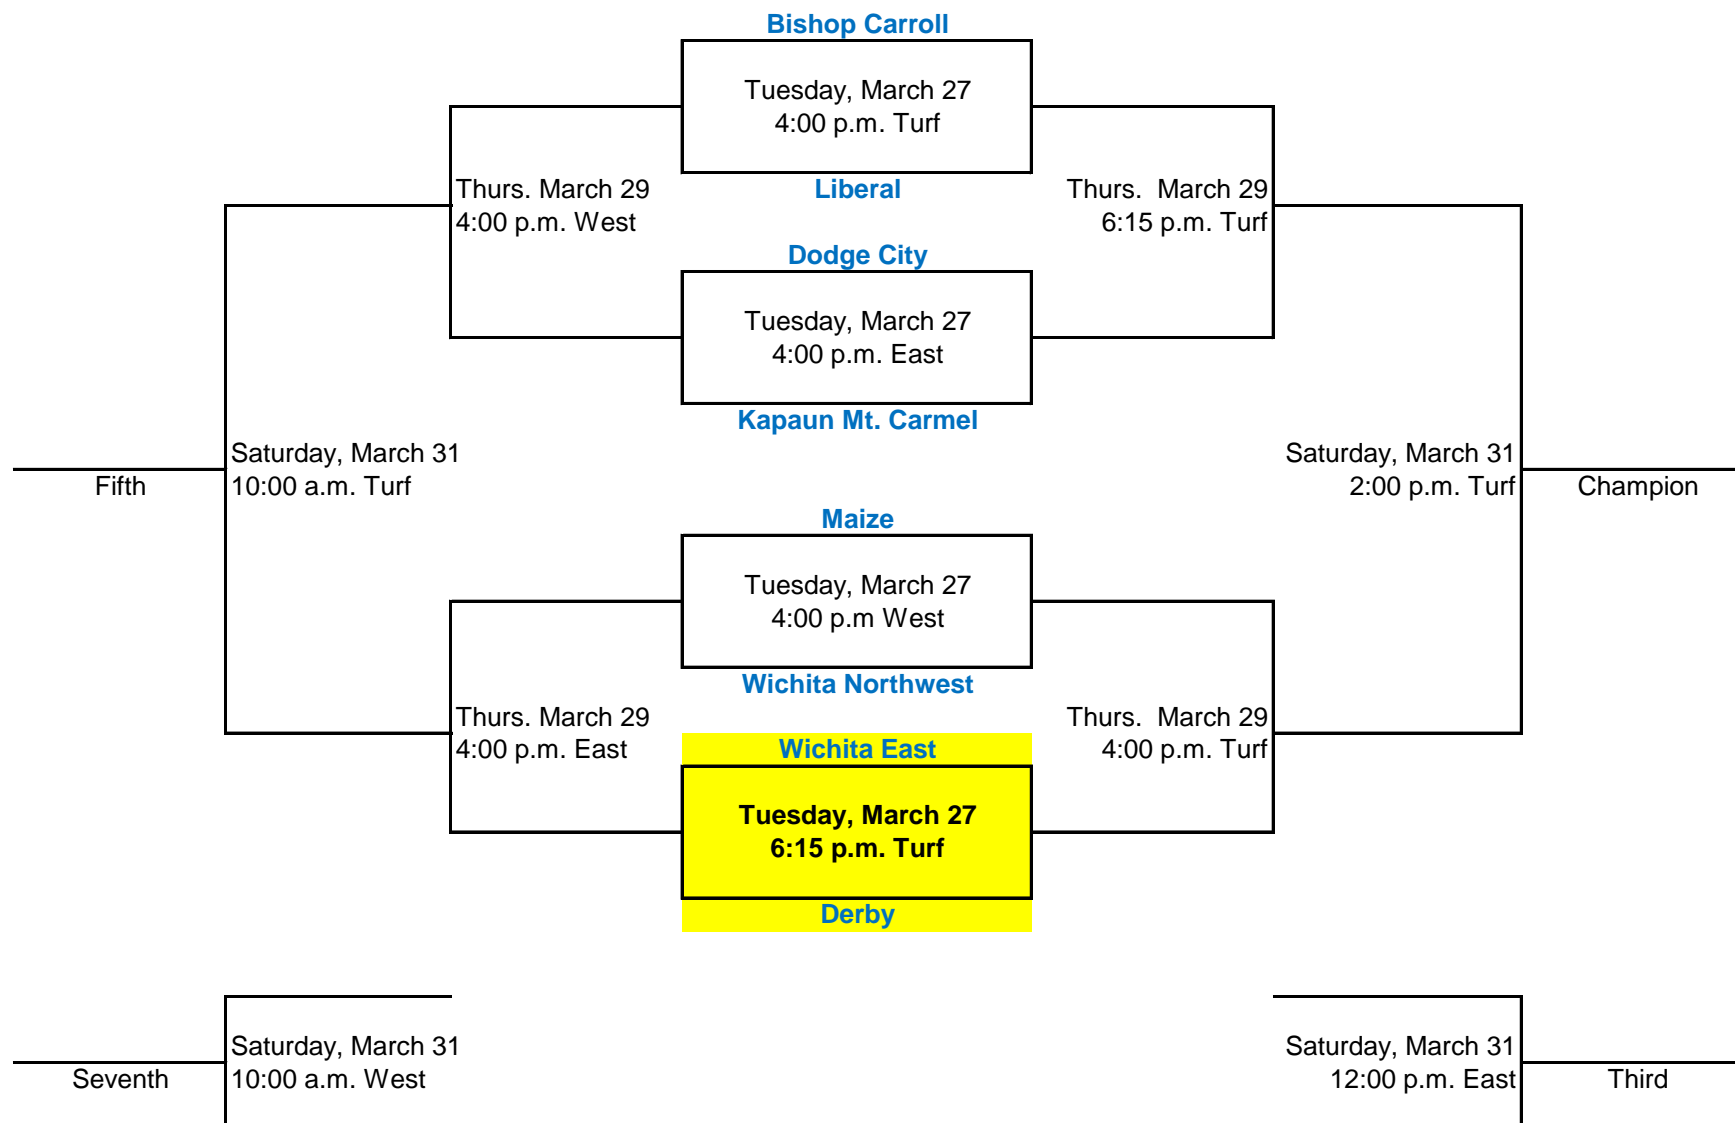 Bishop Carroll
Tuesday, March 27
4:00 p.m. Turf
Liberal
Thurs. March 29
4:00 p.m. West
Thurs.  March 29
6:15 p.m. Turf
Dodge City
Tuesday, March 27
4:00 p.m. East
Kapaun Mt. Carmel
Saturday, March 31
10:00 a.m. Turf
Fifth
Saturday, March 31
2:00 p.m. Turf
Champion
Maize
Tuesday, March 27
4:00 p.m West
Wichita Northwest
Thurs. March 29
4:00 p.m. East
Thurs.  March 29
4:00 p.m. Turf
Wichita East
Tuesday, March 27
6:15 p.m. Turf
Derby
Saturday, March 31
10:00 a.m. West
Seventh
Saturday, March 31
12:00 p.m. East
Third